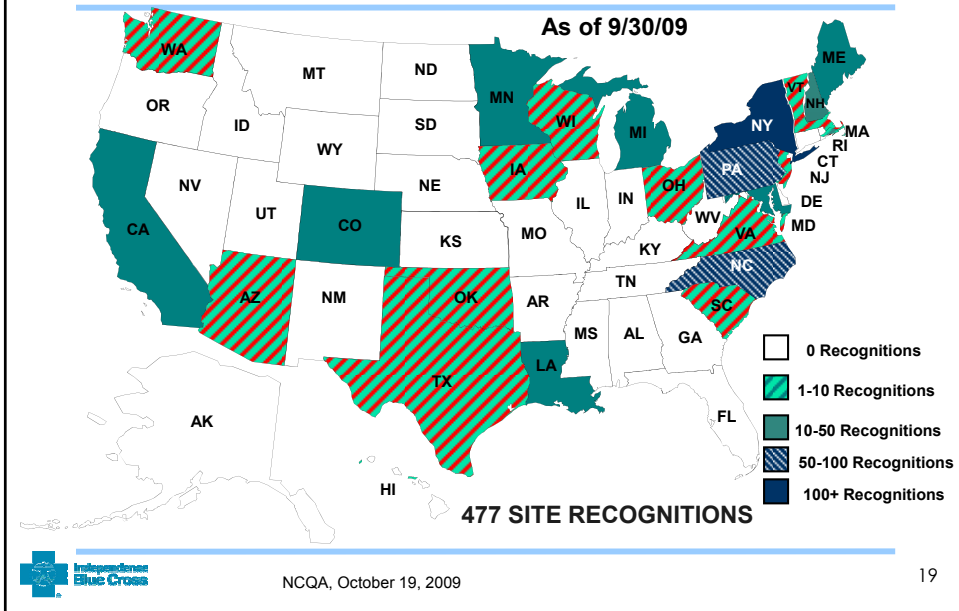 As of 9/30/09
WA
MT
ND
MN
ME
VT
NH
OR
ID
SD
WI
MI
NY
MA
RI
CT
WY
IA
PA
NJ
NV
NE
OH
DE
UT
IL
IN
WV
MD
CA
CO
KS
MO
KY
VA
NC
TN
AZ
NM
OK
AR
SC
MS
AL
GA
LA
TX
FL
AK
HI
0 Recognitions
1-10 Recognitions
10-50 Recognitions
50-100 Recognitions
100+ Recognitions
477 SITE RECOGNITIONS
Independence
Blue Cross
NCQA, October 19, 2009
19